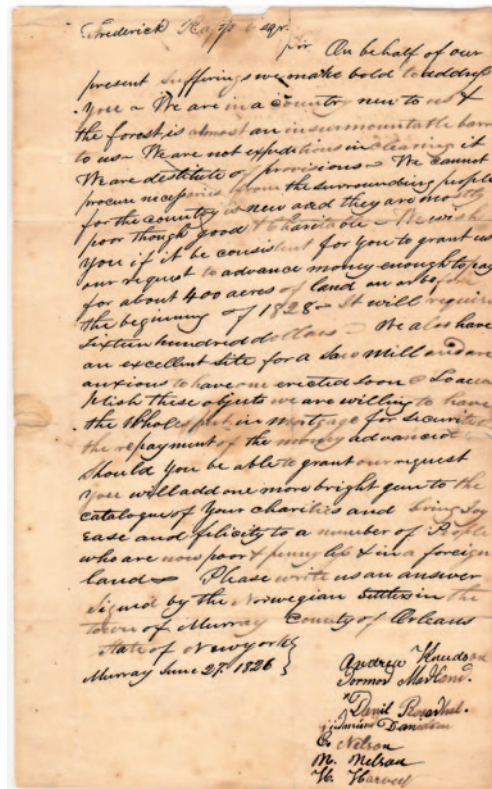 Frederick Rapp Esqr.
Sir On behalf of our
present sufferings we make bold to address
you – We are in a country new to us &
the forest is almost an insurmountable barr
to us – We are not expeditious in clearing it
We are destitute of provisions – We cannot
procure necessaries from the surrounding people
for the country is new and they are mostly
poor though good & charitable – We wish
you if it be consistent for you to grant us
our request to advance money enough to pay
for about 400 acres of land on or before
the beginning of 1828 – It will require
sixteen hundred dollars – We also have
an excellent site for a Saw Mill and are
anxious to have one erected soon To accom
plish these objects we are willing to have
the Whole put in mortgage for securities
the repayment of the money advanced
should you be able to grant our request
you will add one more bright gem to the
catalogue of your charities and bring Joy
Ease and felicity to a number of People
who are now poor & pennyless & in a foreign
land – Please write us an answer
signed by the Norwegian Settlers in the
town of Murray County of Orleans
State of Newyork
Murray June 27. 1826
Andrew
Daniel Rosedhal.
Danielson
Nelson
N. Nelson
H. Harvey